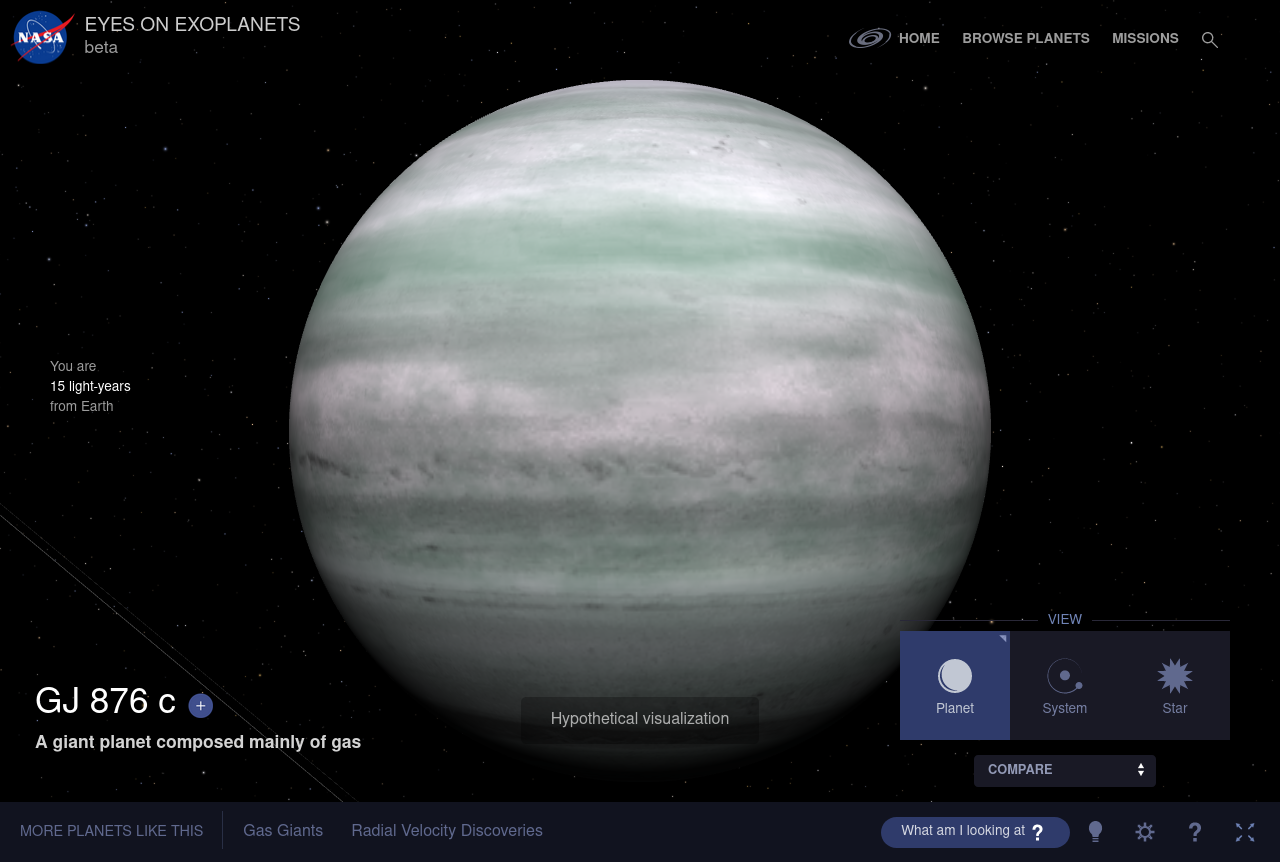 NASA
EYES ON EXOPLANETS
beta
HOME
BROWSE PLANETS
MISSIONS
You are
15 light-years
from Earth
VIEW
Planet
System
Star
GJ 876 c +
A giant planet composed mainly of gas
Hypothetical visualization
COMPARE
MORE PLANETS LIKE THIS
Gas Giants
Radial Velocity Discoveries
What am I looking at ?
?